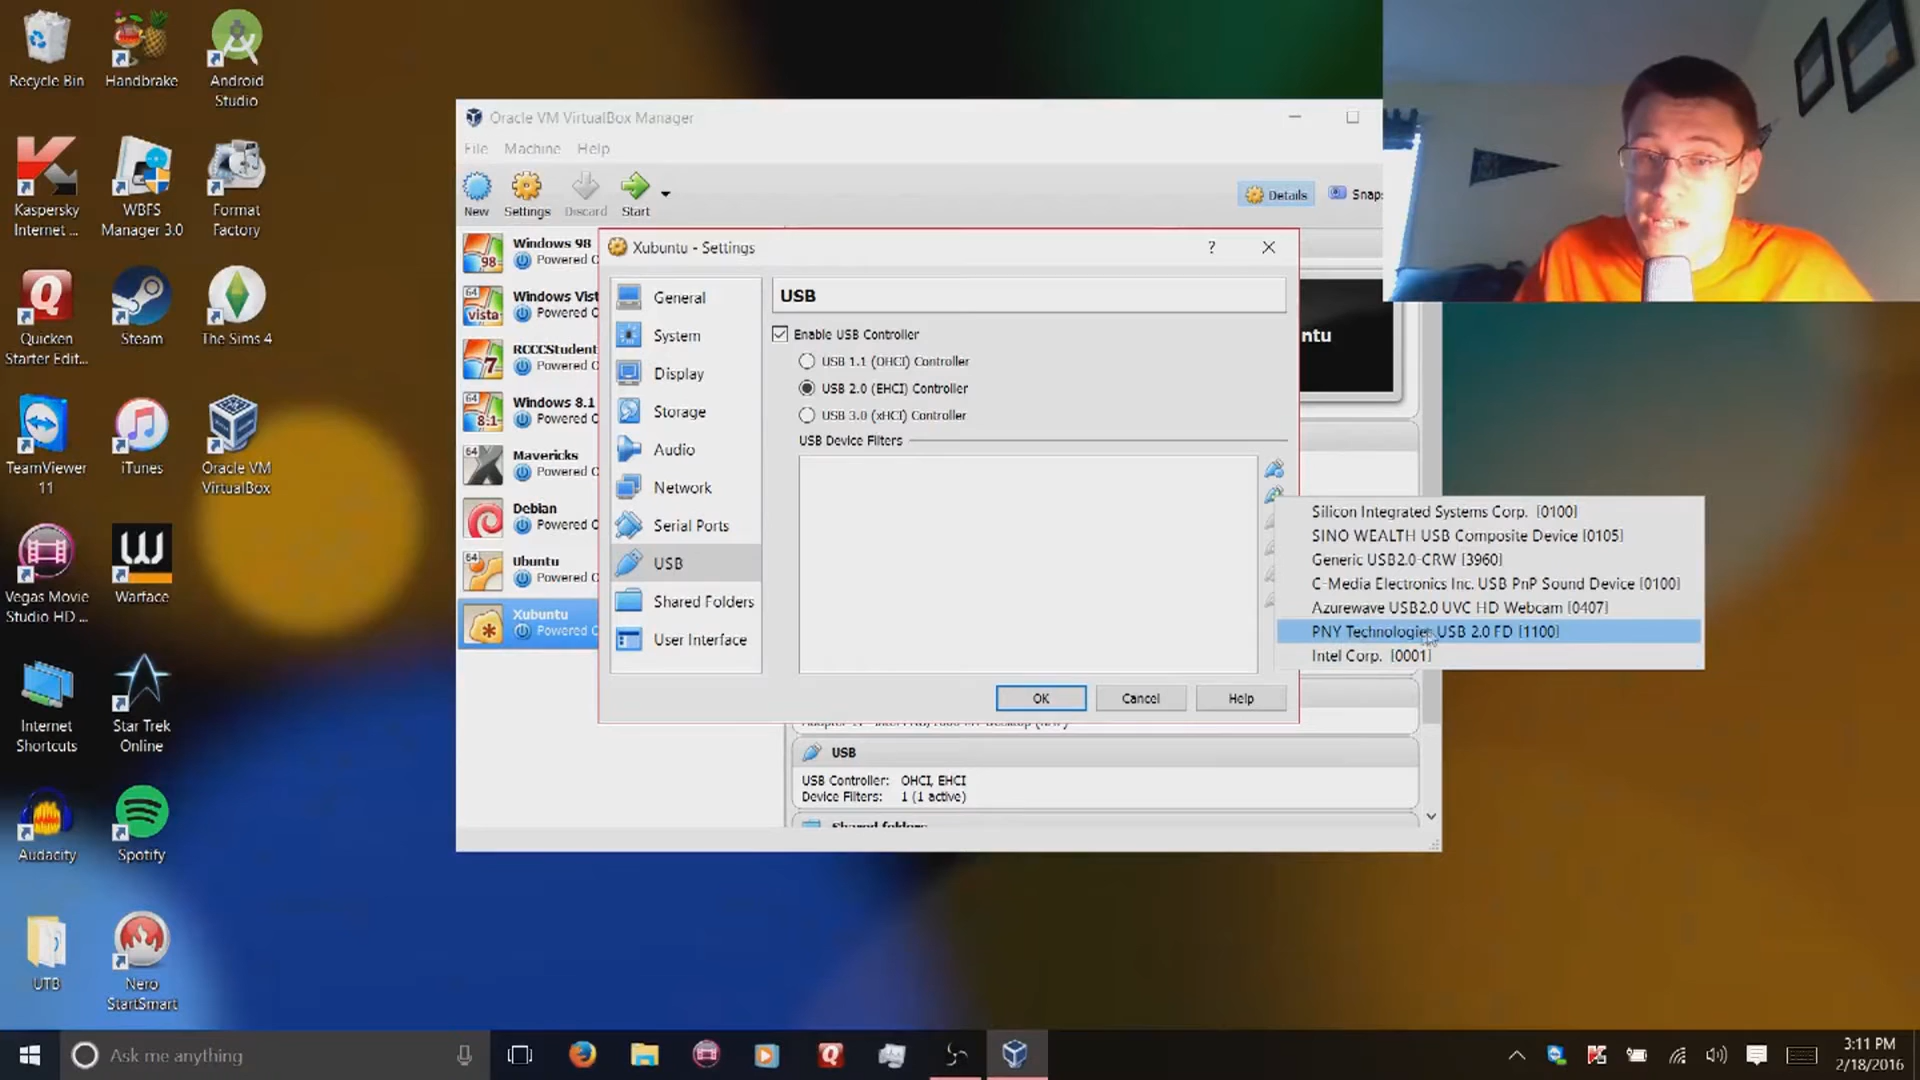 Recycle Bin
Handbrake
Android
Studio
Kaspersky
Internet ...
WBFS
Manager 3.0
Format
Factory
Quicken
Starter Edit...
Steam
The Sims 4
TeamViewer
11
iTunes
Oracle VM
VirtualBox
Vegas Movie
Studio HD ...
Warface
Internet
Shortcuts
Star Trek
Online
Audacity
Spotify
UTB
Nero
StartSmart
Oracle VM VirtualBox Manager
File Machine Help
New Settings Discard Start
Details
Snap
Windows 98
Powered O
Windows Vist
Powered O
RCCCStudent
Powered O
Windows 8.1
Powered O
Mavericks
Powered O
Debian
Powered O
Ubuntu
Powered O
Xubuntu
Powered O
Xubuntu - Settings
?
General
System
Display
Storage
Audio
Network
Serial Ports
USB
Shared Folders
User Interface
USB
Enable USB Controller
USB 1.1 (OHCI) Controller
USB 2.0 (EHCI) Controller
USB 3.0 (xHCI) Controller
USB Device Filters
ntu
Silicon Integrated Systems Corp. [0100]
SINO WEALTH USB Composite Device [0105]
Generic USB2.0-CRW [3960]
C-Media Electronics Inc. USB PnP Sound Device [0100]
Azurewave USB2.0 UVC HD Webcam [0407]
PNY Technologies USB 2.0 FD [1100]
Intel Corp. [0001]
OK
Cancel
Help
USB
USB Controller: OHCI, EHCI
Device Filters: 1 (1 active)
Shared folders
Ask me anything
3:11 PM
2/18/2016